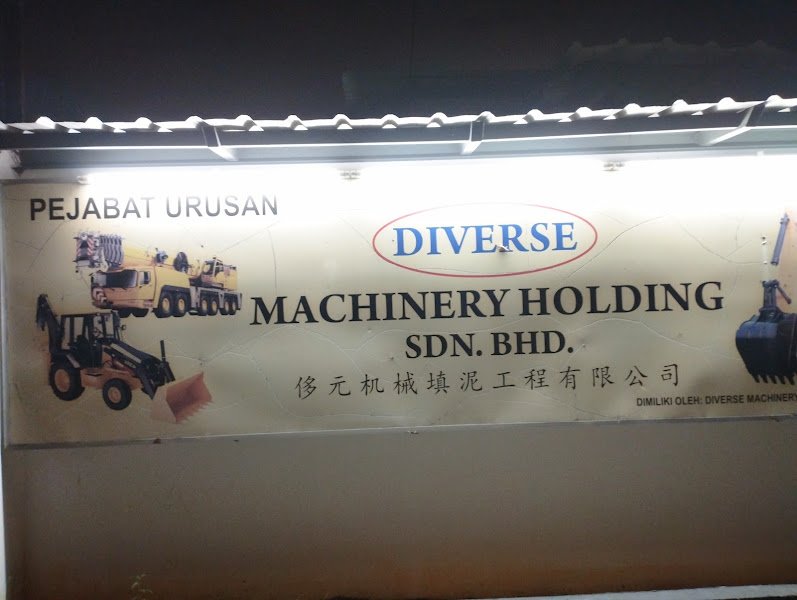 PEJABAT URUSAN
DIVERSE
MACHINERY HOLDING
SDN. BHD.
侈元机械填泥工程有限公司
DIMILIKI OLEH: DIVERSE MACHINERY